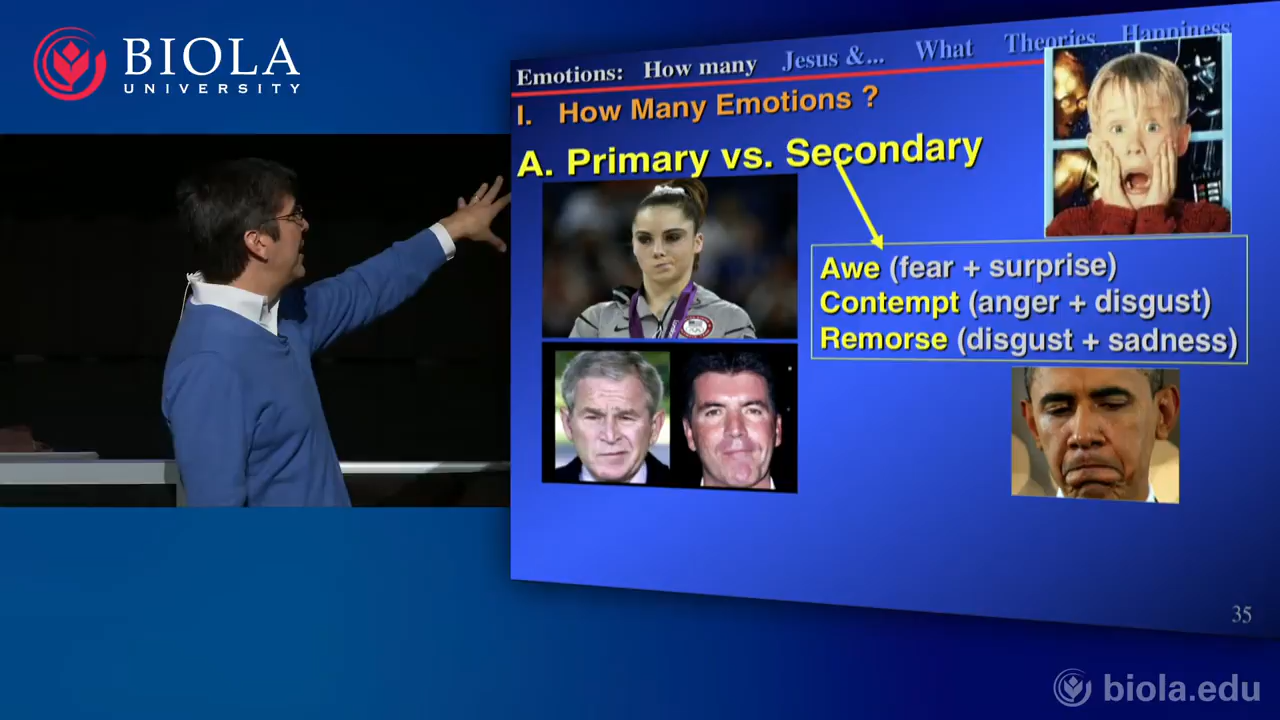 BIOLA
UNIVERSITY
Emotions: How many Jesus &... What Theories Happiness
I. How Many Emotions ?
A. Primary vs. Secondary
Awe (fear + surprise)
Contempt (anger + disgust)
Remorse (disgust + sadness)
35
biola.edu